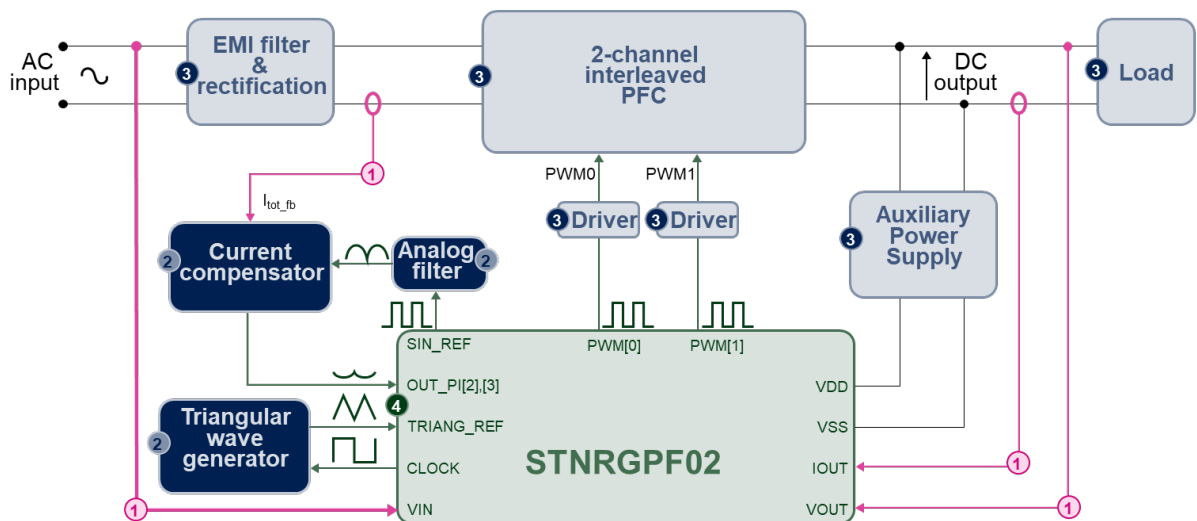 AC
input
EMI filter
&
rectification
3
2-channel
interleaved
PFC
3
DC
output
Load
3
1
I_tot_fb
PWM0
PWM1
3
Driver
3
Driver
Auxiliary
Power
Supply
3
Current
compensator
2
Analog
filter
2
SIN_REF
PWM[0]
PWM[1]
OUT_PI[2],[3]
4
TRIANG_REF
CLOCK
VIN
VDD
VSS
IOUT
VOUT
STNRGPF02
Triangular
wave
generator
2
1
1
1